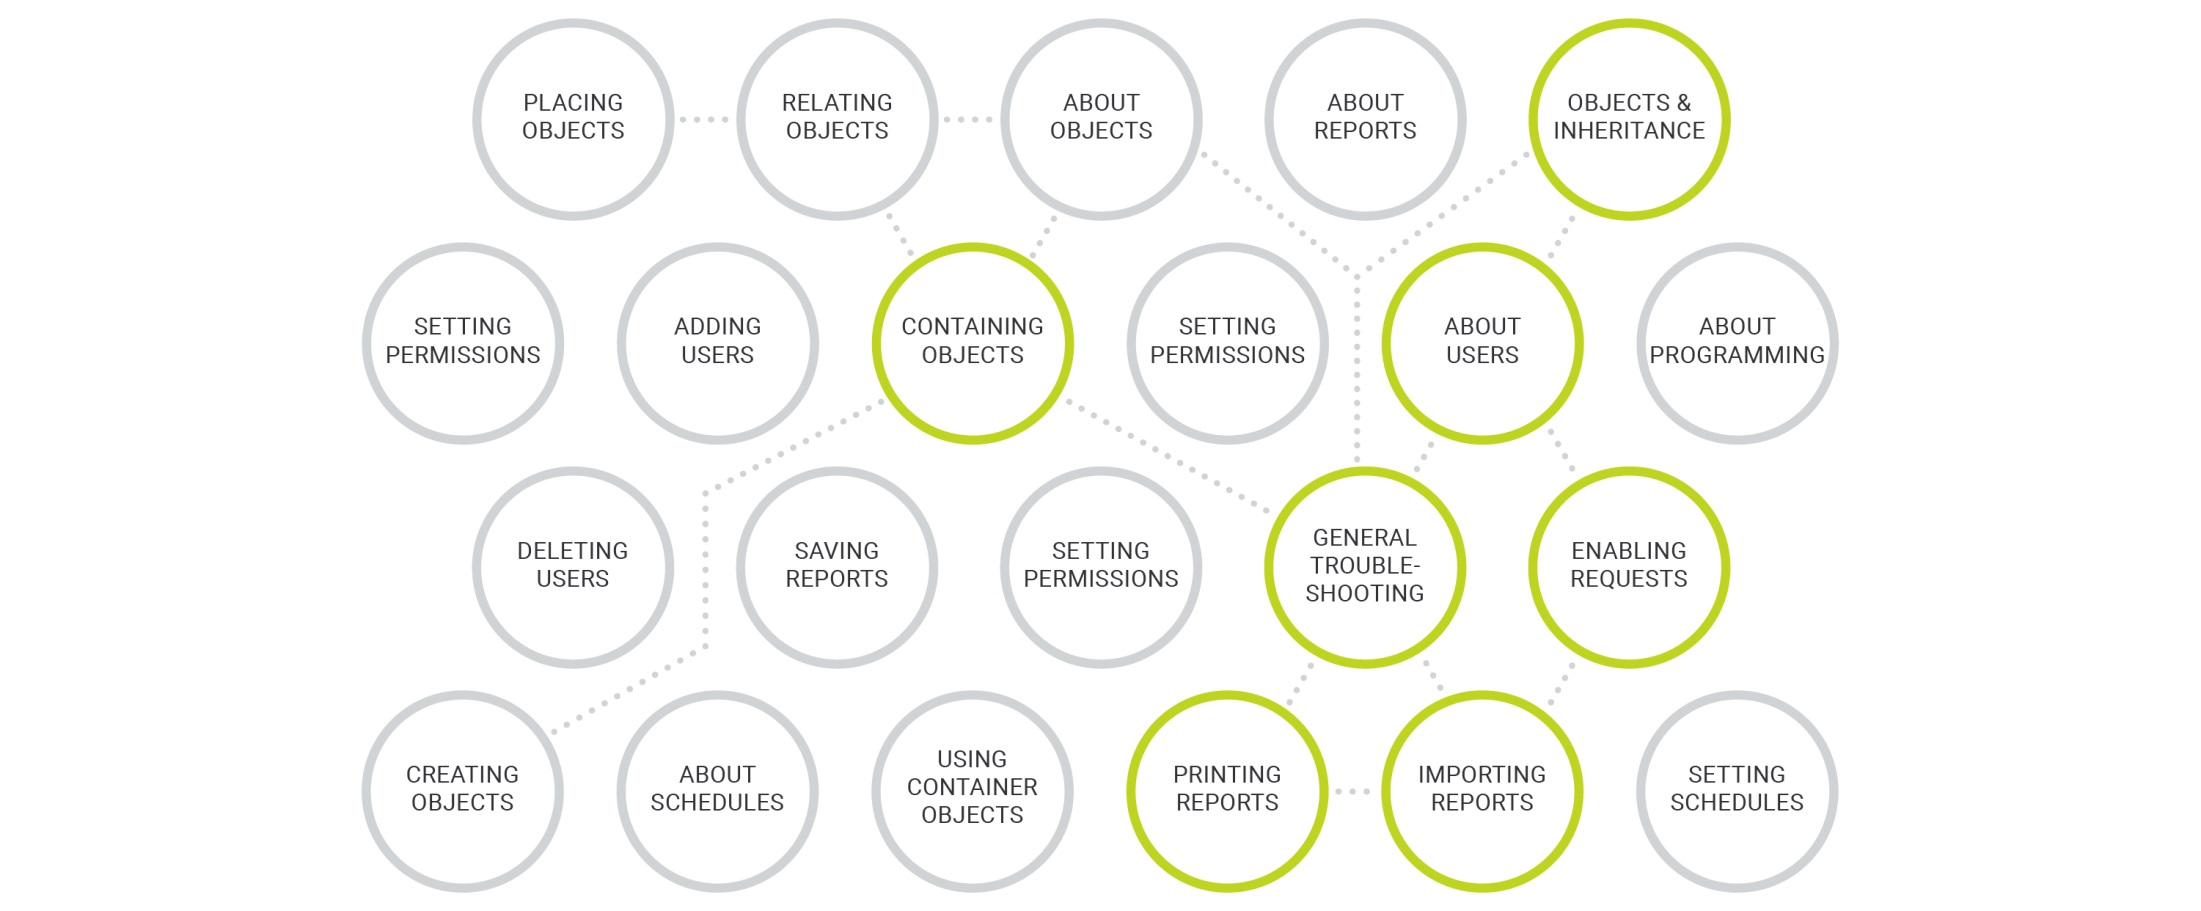 PLACING
OBJECTS
RELATING
OBJECTS
ABOUT
OBJECTS
ABOUT
REPORTS
OBJECTS &
INHERITANCE
SETTING
PERMISSIONS
ADDING
USERS
CONTAINING
OBJECTS
SETTING
PERMISSIONS
ABOUT
USERS
ABOUT
PROGRAMMING
DELETING
USERS
SAVING
REPORTS
SETTING
PERMISSIONS
GENERAL
TROUBLE-
SHOOTING
ENABLING
REQUESTS
CREATING
OBJECTS
ABOUT
SCHEDULES
USING
CONTAINER
OBJECTS
PRINTING
REPORTS
IMPORTING
REPORTS
SETTING
SCHEDULES